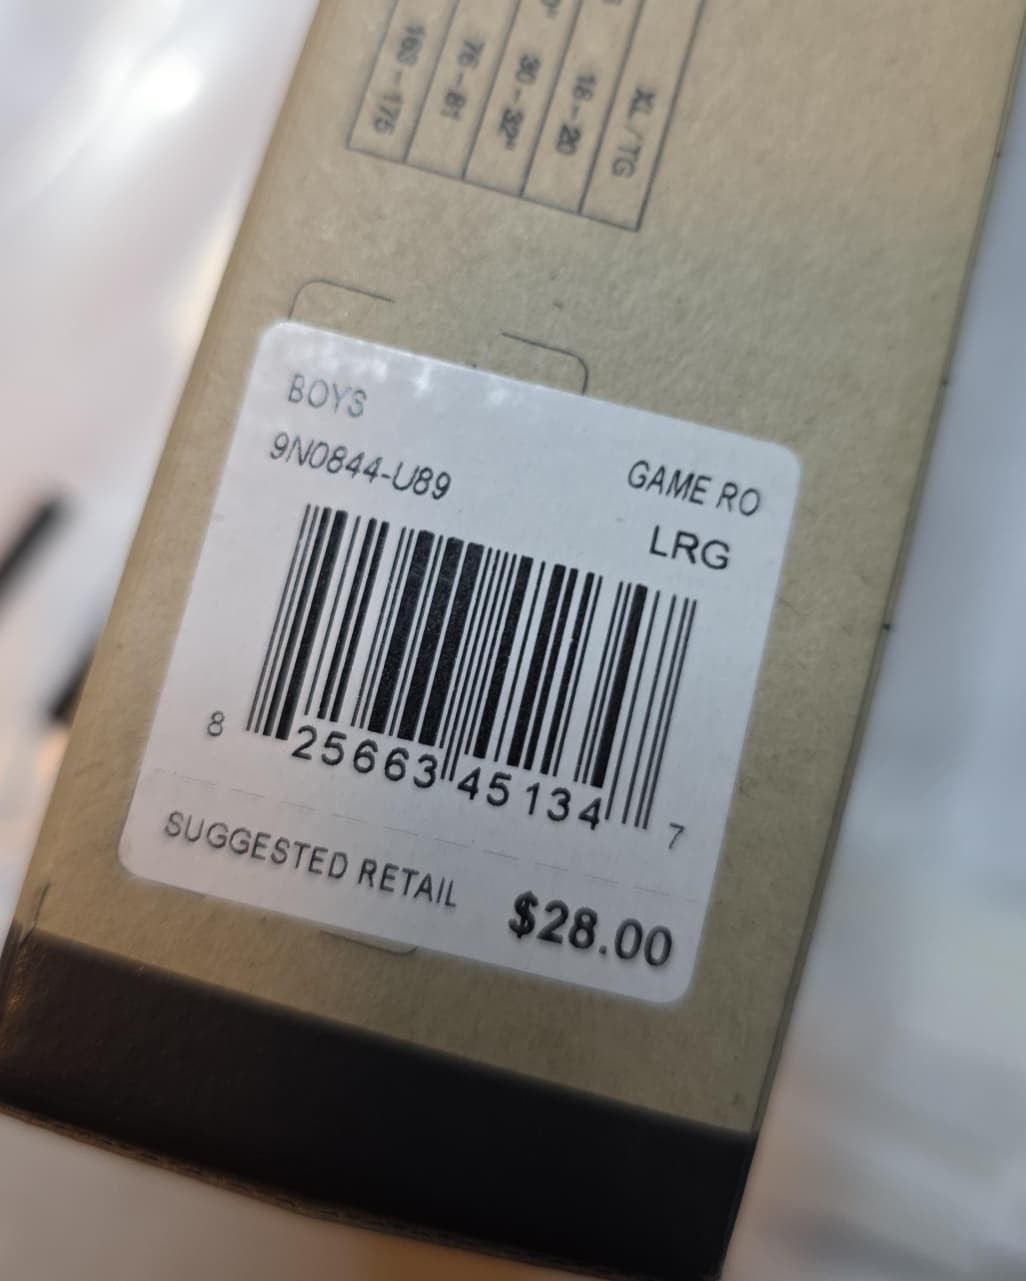 XL/TG
16-20
30-32"
76-81
163-175
BOYS
9N0844-U89
GAME RO
LRG
8 25663 45134 7
SUGGESTED RETAIL $28.00